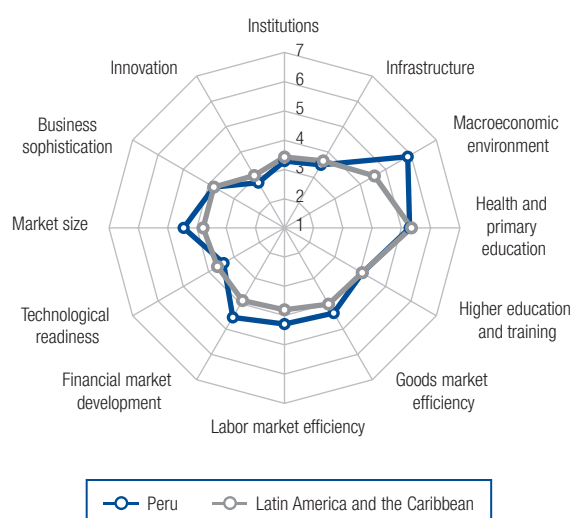 Institutions
7
6
5
4
3
2
1
Infrastructure
Macroeconomic
environment
Health and
primary
education
Higher education
and training
Goods market
efficiency
Labor market efficiency
Financial market
development
Technological
readiness
Market size
Business
sophistication
Innovation
Peru
Latin America and the Caribbean